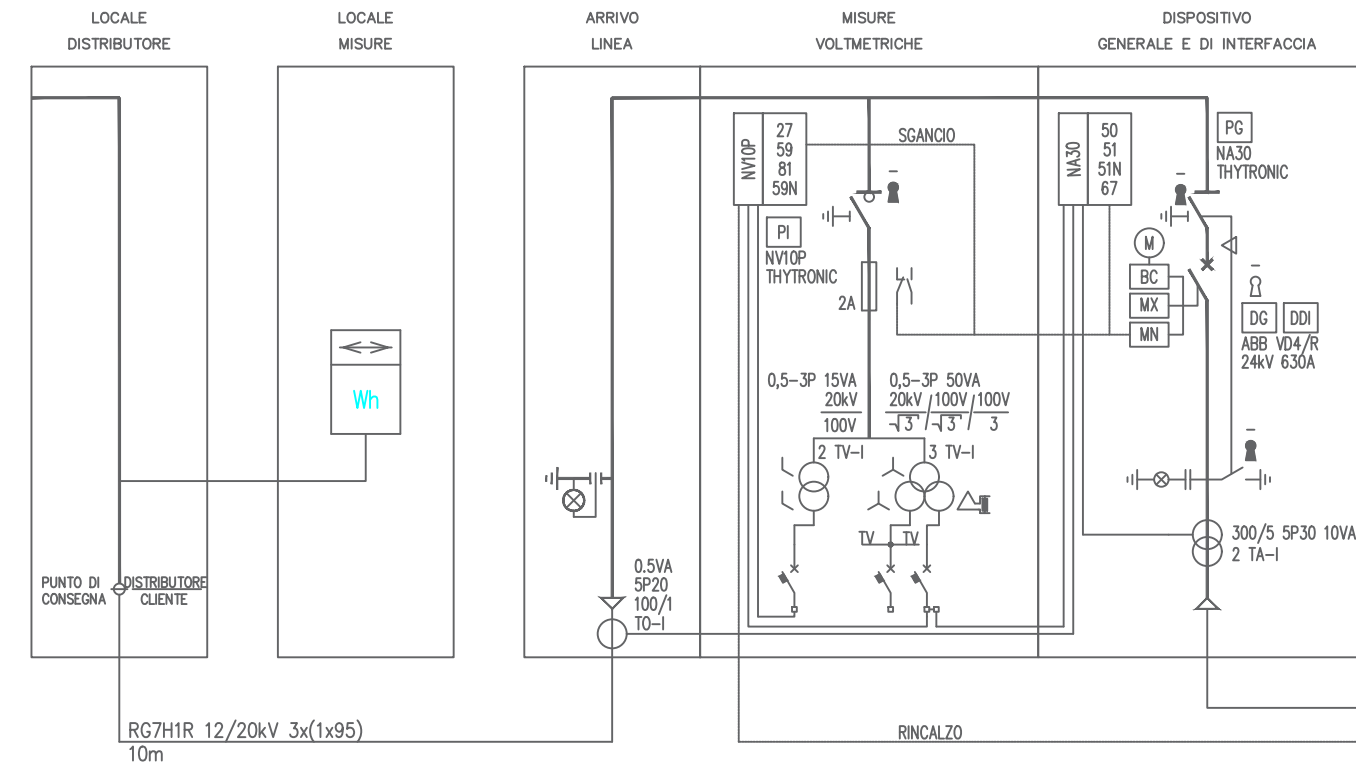 LOCALE
DISTRIBUTORE
LOCALE
MISURE
ARRIVO
LINEA
MISURE
VOLTMETRICHE
DISPOSITIVO
GENERALE E DI INTERFACCIA
PUNTO DI
CONSEGNA
DISTRIBUTORE
CLIENTE
RG7H1R 12/20kV 3x(1x95)
10m
Wh
0.5VA
5P20
100/1
TO-I
NV10P
27
59
81
59N
SGANCIO
PI
NV10P
THYTRONIC
2A
0,5-3P 15VA
20kV
100V
2 TV-I
0,5-3P 50VA
20kV/100V/100V
√3 / √3 / 3
3 TV-I
TV
TV
RINCALZO
NA30
50
51
51N
67
PG
NA30
THYTRONIC
M
BC
MX
MN
DG DDI
ABB VD4/R
24kV 630A
300/5 5P30 10VA
2 TA-I